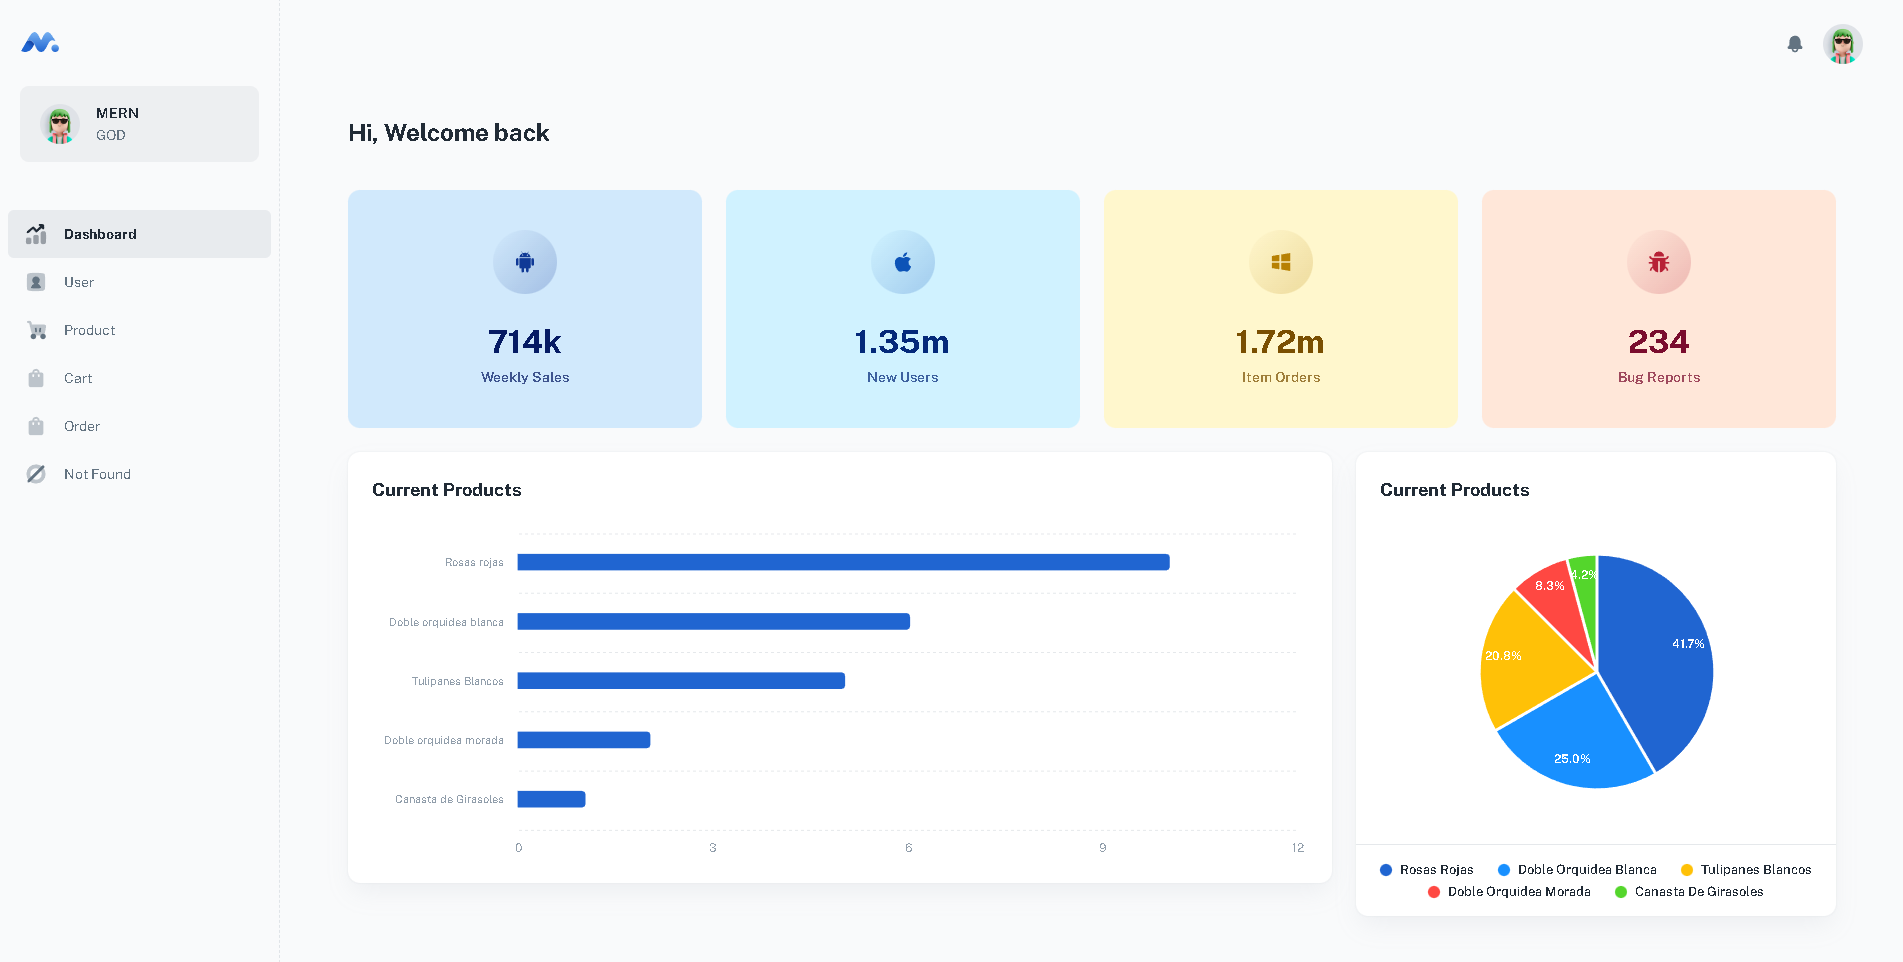 MERN
GOD
Dashboard
User
Product
Cart
Order
Not Found
Hi, Welcome back
714k
Weekly Sales
1.35m
New Users
1.72m
Item Orders
234
Bug Reports
Current Products
Rosas rojas
Doble orquidea blanca
Tulipanes Blancos
Doble orquidea morada
Canasta de Girasoles
0 3 6 9 12
Current Products
4.2%
8.3%
41.7%
20.8%
25.0%
Rosas Rojas Doble Orquidea Blanca Tulipanes Blancos
Doble Orquidea Morada Canasta De Girasoles